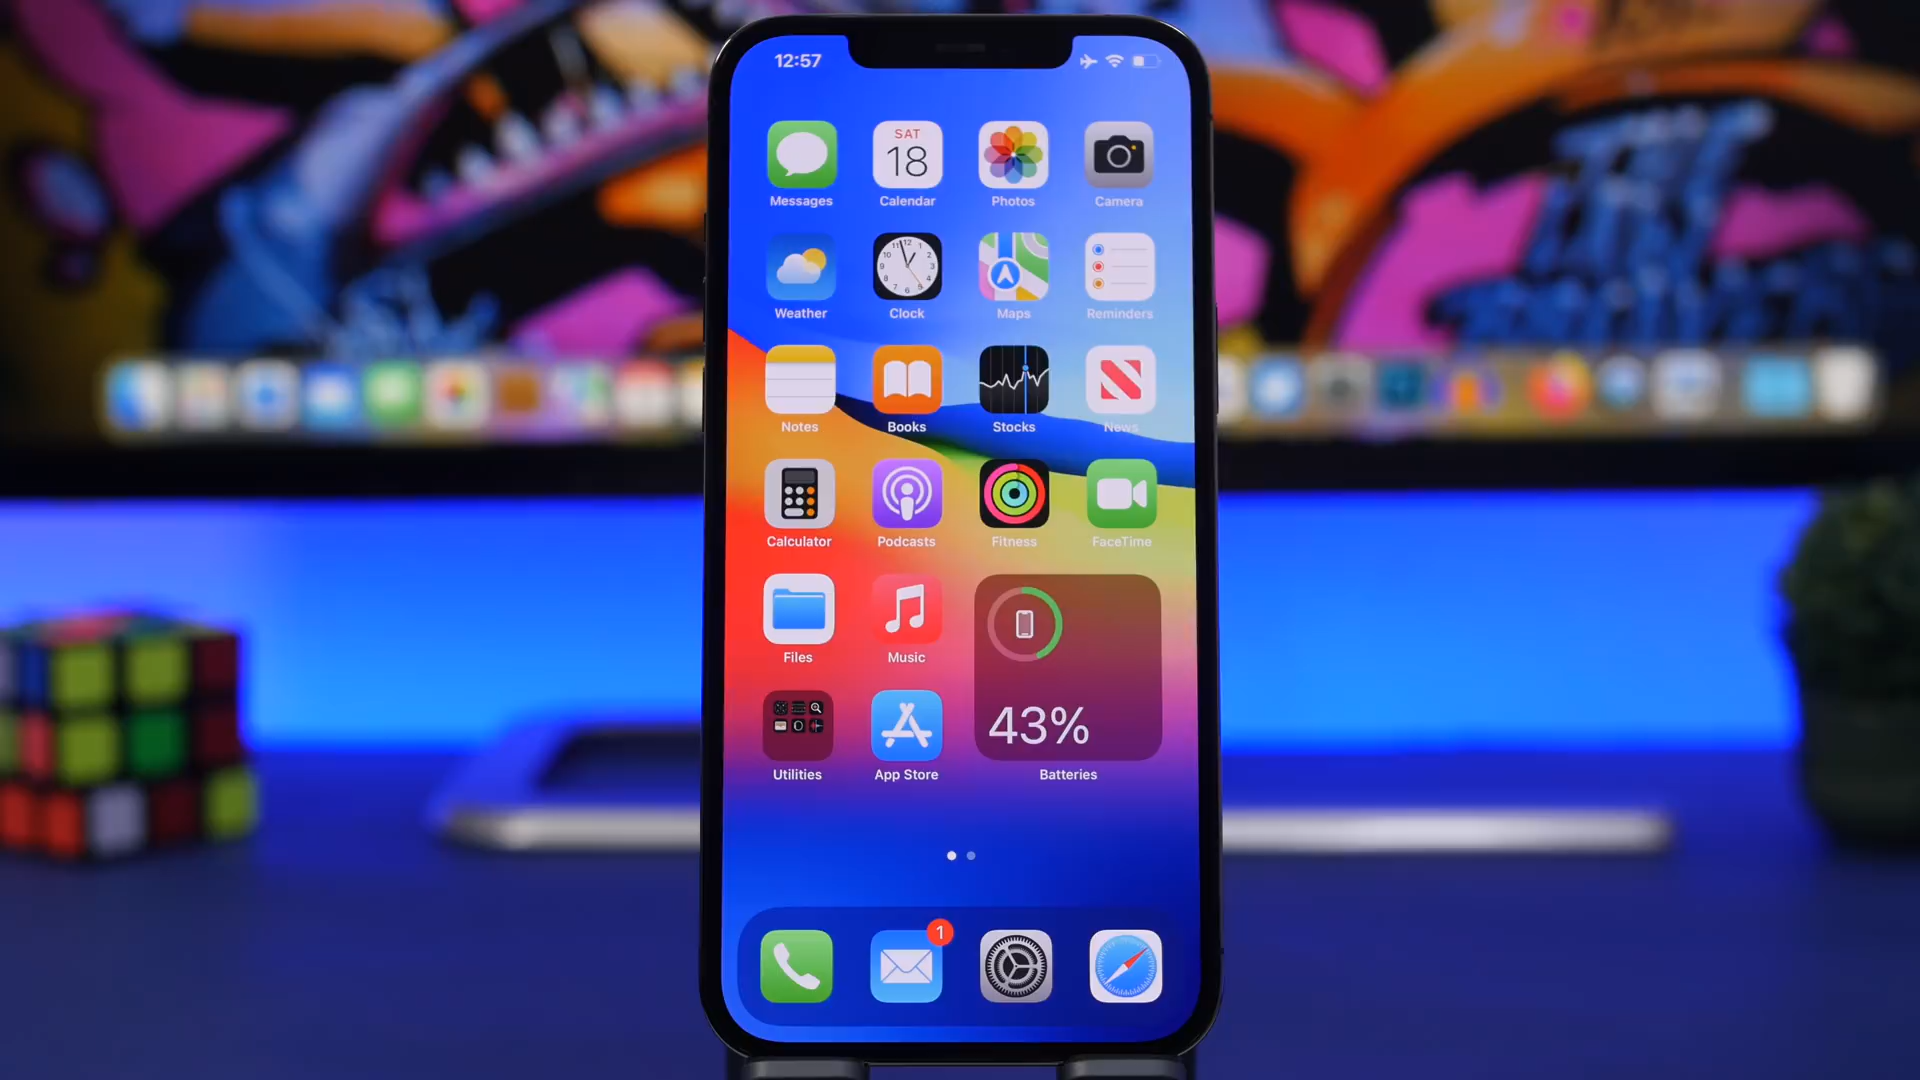 12:57
SAT
18
Messages
Calendar
Photos
Camera
Weather
Clock
Maps
Reminders
Notes
Books
Stocks
News
Calculator
Podcasts
Fitness
FaceTime
Files
Music
43%
Utilities
App Store
Batteries
1